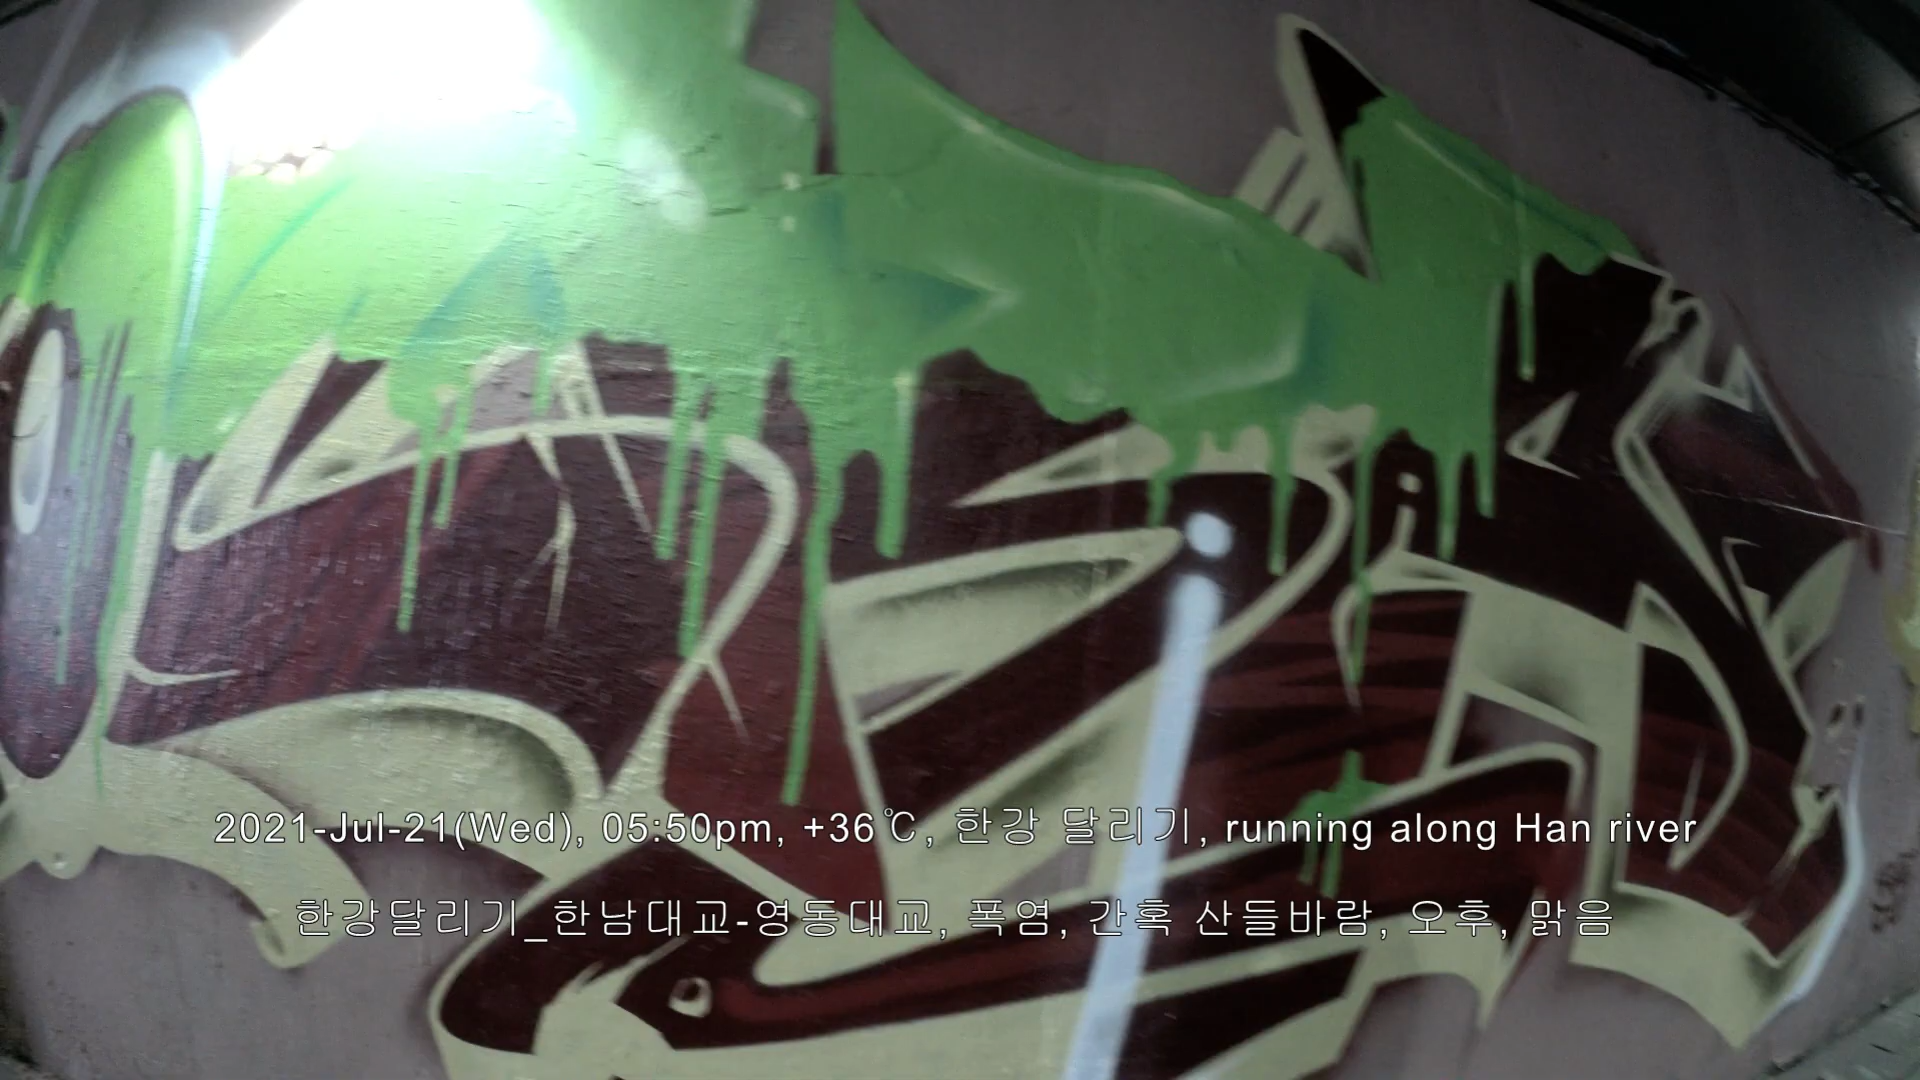 2021-Jul-21(Wed), 05:50pm, +36℃, 한강 달리기, running along Han river
한강달리기_한남대교-영동대교, 폭염, 간혹 산들바람, 오후, 맑음